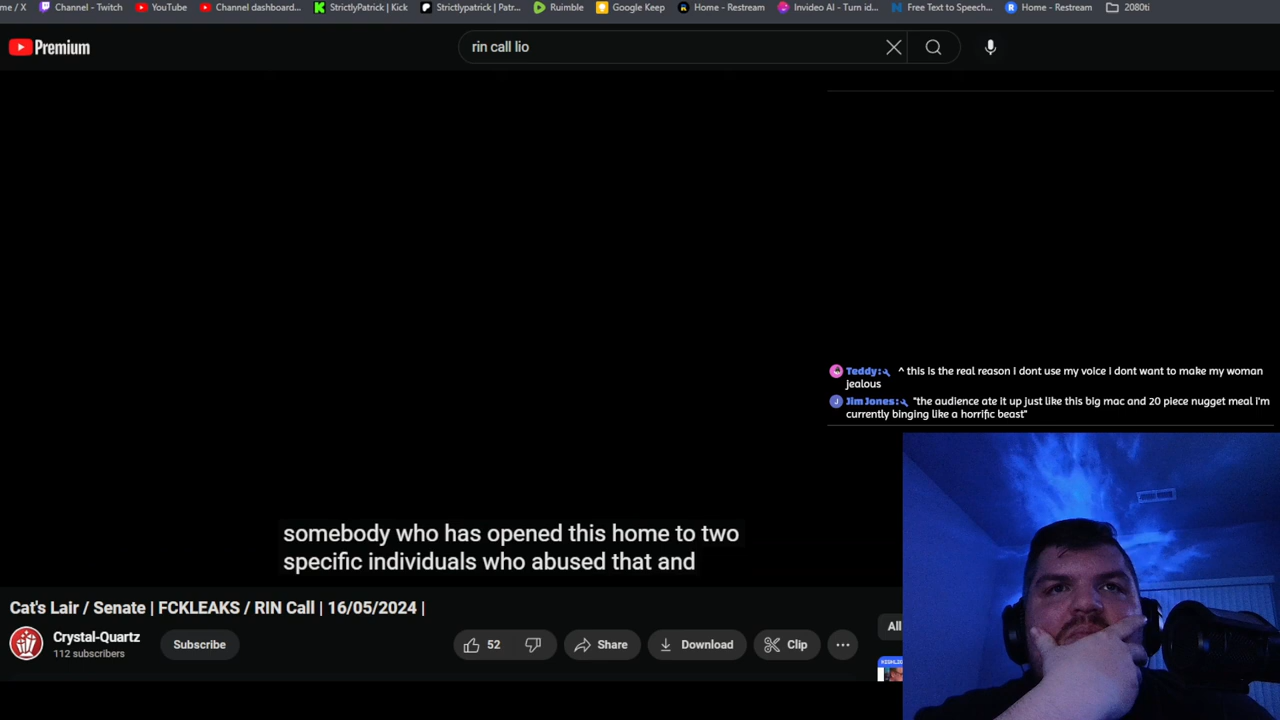 me / X Channel - Twitch YouTube Channel dashboard... StrictlyPatrick | Kick Strictlypatrick | Patr... Rumble Google Keep Home - Restream Invideo AI - Turn id... Free Text to Speech... Home - Restream 2080ti
Premium rin call lio
Teddy: ^ this is the real reason i dont use my voice i dont want to make my woman
jealous
Jim Jones: "the audience ate it up just like this big mac and 20 piece nugget meal I'm
currently binging like a horrific beast"
somebody who has opened this home to two
specific individuals who abused that and
Cat's Lair / Senate | FCKLEAKS / RIN Call | 16/05/2024 |
All
Crystal-Quartz
112 subscribers
Subscribe 52 Share Download Clip